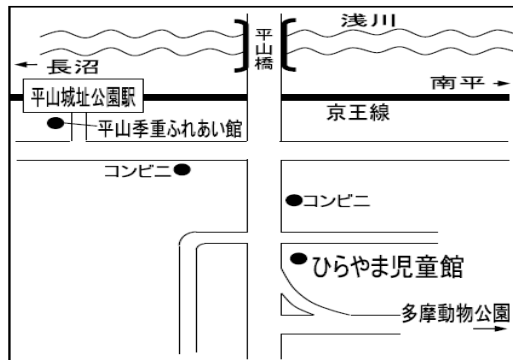 浅川
平山橋
長沼
南平
平山城址公園駅
京王線
平山季重ふれあい館
コンビニ
コンビニ
ひらやま児童館
多摩動物公園